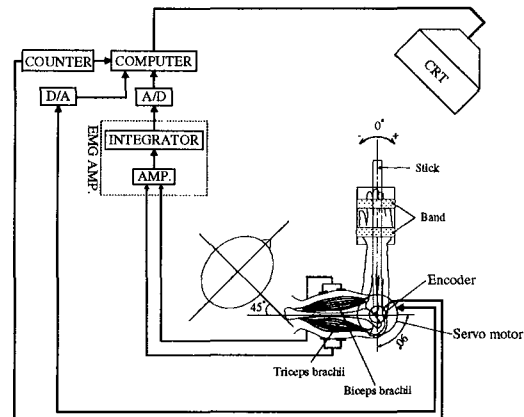 COUNTER
COMPUTER
CRT
D/A
A/D
EMG AMP.
INTEGRATOR
AMP.
0°
- +
Stick
Band
45°
Encoder
Servo motor
90°
Triceps brachii
Biceps brachii